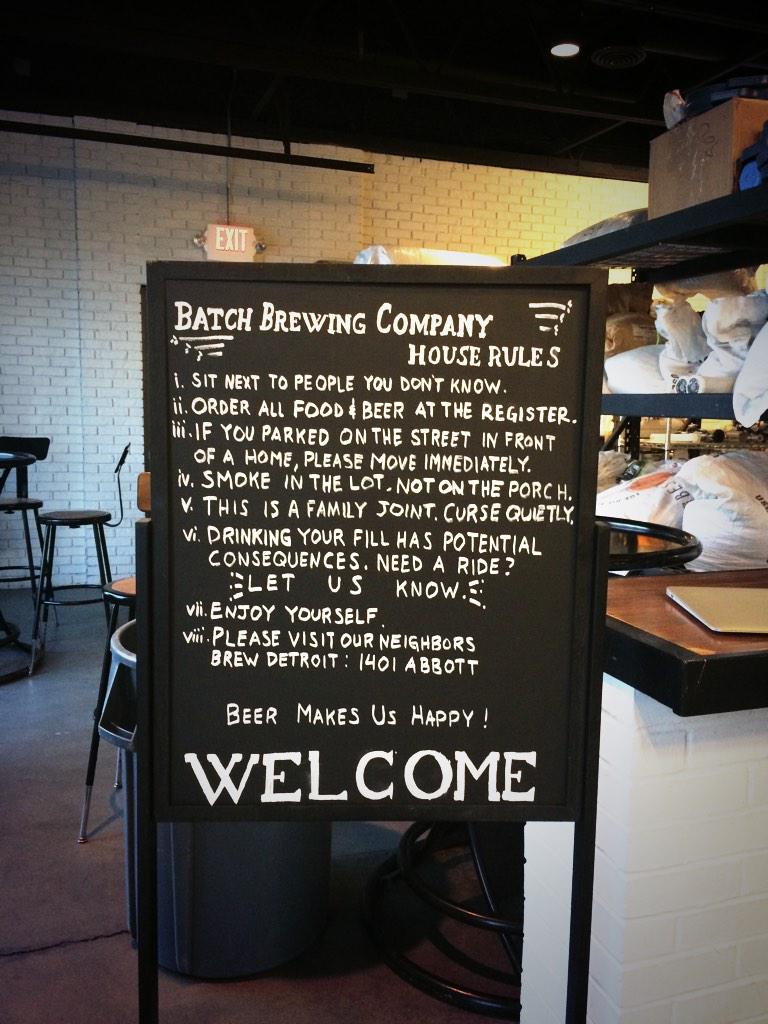 EXIT
BATCH BREWING COMPANY
HOUSE RULES
i. SIT NEXT TO PEOPLE YOU DON'T KNOW.
ii. ORDER ALL FOOD & BEER AT THE REGISTER.
iii. IF YOU PARKED ON THE STREET IN FRONT
OF A HOME, PLEASE MOVE IMMEDIATELY.
iv. SMOKE IN THE LOT. NOT ON THE PORCH.
v. THIS IS A FAMILY JOINT. CURSE QUIETLY.
vi. DRINKING YOUR FILL HAS POTENTIAL
CONSEQUENCES. NEED A RIDE?
LET US KNOW.
vii. ENJOY YOURSELF.
viii. PLEASE VISIT OUR NEIGHBORS
BREW DETROIT: 1401 ABBOTT
BEER MAKES US HAPPY!
WELCOME